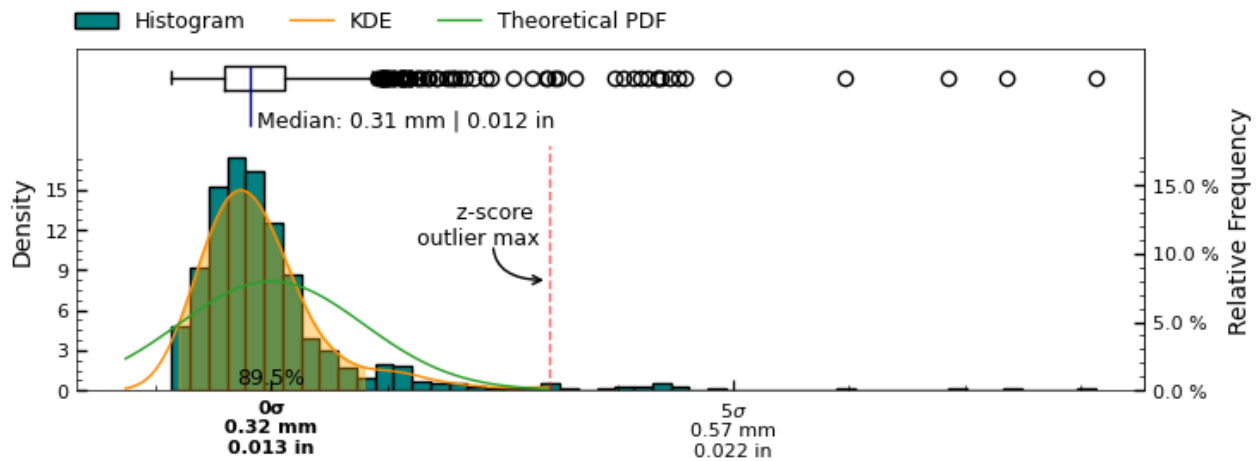 Histogram KDE Theoretical PDF
Median: 0.31 mm | 0.012 in
Density
15
12
9
6
3
0
z-score
outlier max
89.5%
15.0 %
10.0 %
5.0 %
0.0 %
Relative Frequency
0σ
0.32 mm
0.013 in
5σ
0.57 mm
0.022 in